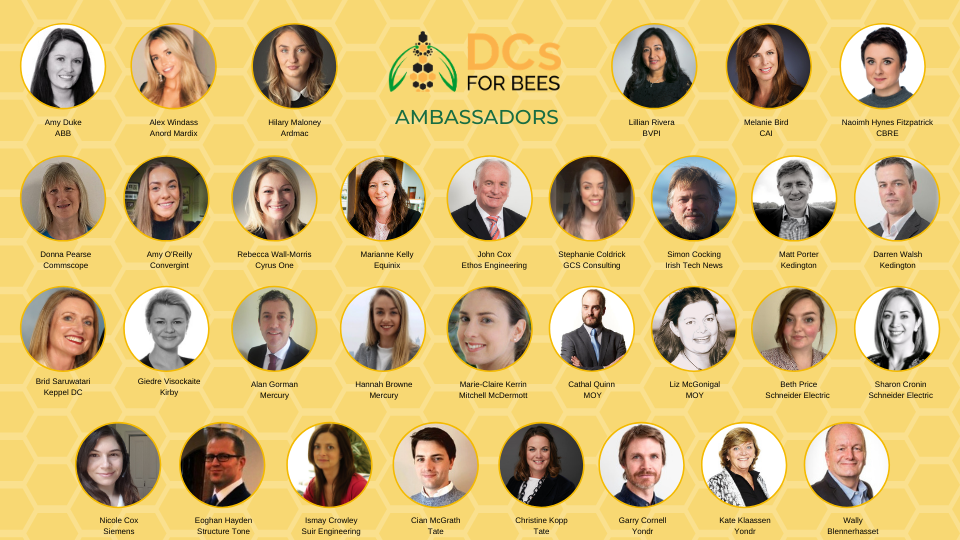 DCs
FOR BEES
AMBASSADORS
Amy Duke
ABB
Alex Windass
Anord Mardix
Hilary Maloney
Ardmac
Lillian Rivera
BVPI
Melanie Bird
CAI
Naoimh Hynes Fitzpatrick
CBRE
Donna Pearse
Commscope
Amy O'Reilly
Convergint
Rebecca Wall-Morris
Cyrus One
Marianne Kelly
Equinix
John Cox
Ethos Engineering
Stephanie Coldrick
GCS Consulting
Simon Cocking
Irish Tech News
Matt Porter
Kedington
Darren Walsh
Kedington
Brid Saruwatari
Keppel DC
Giedre Visockaite
Kirby
Alan Gorman
Mercury
Hannah Browne
Mercury
Marie-Claire Kerrin
Mitchell McDermott
Cathal Quinn
MOY
Liz McGonigal
MOY
Beth Price
Schneider Electric
Sharon Cronin
Schneider Electric
Nicole Cox
Siemens
Eoghan Hayden
Structure Tone
Ismay Crowley
Suir Engineering
Cian McGrath
Tate
Christine Kopp
Tate
Garry Cornell
Yondr
Kate Klaassen
Yondr
Wally
Blennerhasset